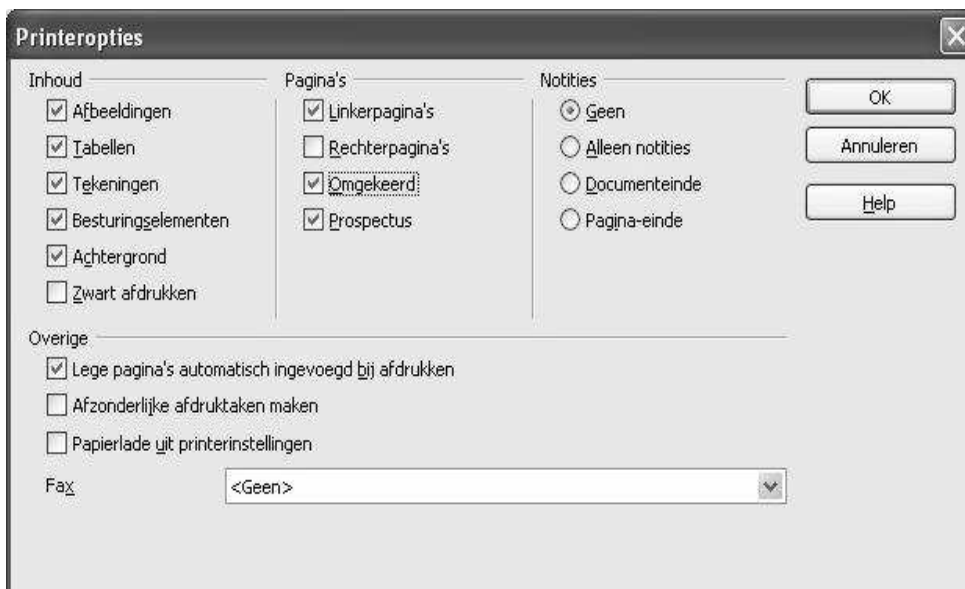 Printeropties
Inhoud
Afbeeldingen
Tabellen
Tekeningen
Besturingselementen
Achtergrond
Zwart afdrukken
Pagina's
Linkerpagina's
Rechterpagina's
Omgekeerd
Prospectus
Notities
Geen
Alleen notities
Documenteinde
Pagina-einde
OK
Annuleren
Help
Overige
Lege pagina's automatisch ingevoegd bij afdrukken
Afzonderlijke afdruktaken maken
Papierlade uit printerinstellingen
Fax <Geen>